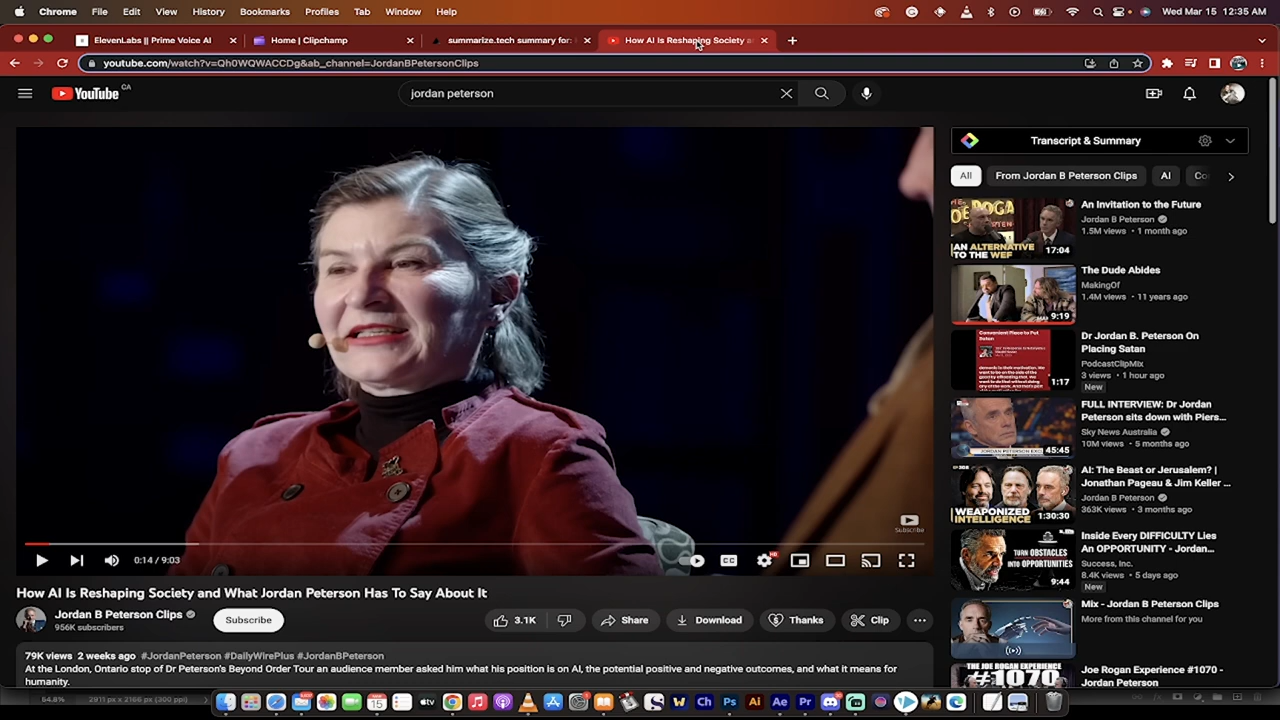 Chrome File Edit View History Bookmarks Profiles Tab Window Help Wed Mar 15 12:35 AM
ElevenLabs || Prime Voice AI Home | Clipchamp summarize.tech summary for: How AI Is Reshaping Society a
youtube.com/watch?v=Qh0WQWACCDg&ab_channel=JordanBPetersonClips
YouTube CA jordan peterson
Transcript & Summary
All From Jordan B Peterson Clips AI Co
An Invitation to the Future
Jordan B Peterson
1.5M views • 1 month ago
AN ALTERNATIVE
TO THE WEF
17:04
The Dude Abides
MakingOf
1.4M views • 11 years ago
9:19
Dr Jordan B. Peterson On
Placing Satan
PodcastClipMix
3 views • 1 hour ago
New
1:17
FULL INTERVIEW: Dr Jordan
Peterson sits down with Piers...
Sky News Australia
10M views • 5 months ago
45:45
AI: The Beast or Jerusalem? |
Jonathan Pageau & Jim Keller ...
Jordan B Peterson
363K views • 3 months ago
WEAPONIZED
INTELLIGENCE
1:30:30
Inside Every DIFFICULTY Lies
An OPPORTUNITY - Jordan...
Success, Inc.
8.4K views • 5 days ago
New
TURN OBSTACLES
INTO OPPORTUNITIES
9:44
Mix - Jordan B Peterson Clips
More from this channel for you
Joe Rogan Experience #1070 -
THE JOE ROGAN EXPERIENCE
#1070
Subscribe
0:14 / 9:03
CC HD
How AI Is Reshaping Society and What Jordan Peterson Has To Say About It
Jordan B Peterson Clips
956K subscribers
Subscribe 3.1K Share Download Thanks Clip
79K views 2 weeks ago #JordanPeterson #DailyWirePlus #JordanBPeterson
At the London, Ontario stop of Dr Peterson's Beyond Order Tour an audience member asked him what his position is on AI, the potential positive and negative outcomes, and what it means for
humanity.
64.8% 2911 px x 2166 px (300 ppi)